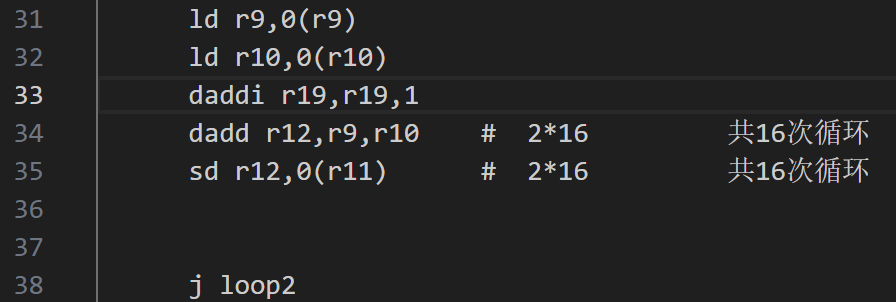 31 ld r9,0(r9)
32 ld r10,0(r10)
33 daddi r19,r19,1
34 dadd r12,r9,r10 # 2*16 共16次循环
35 sd r12,0(r11) # 2*16 共16次循环
36
37
38 j loop2